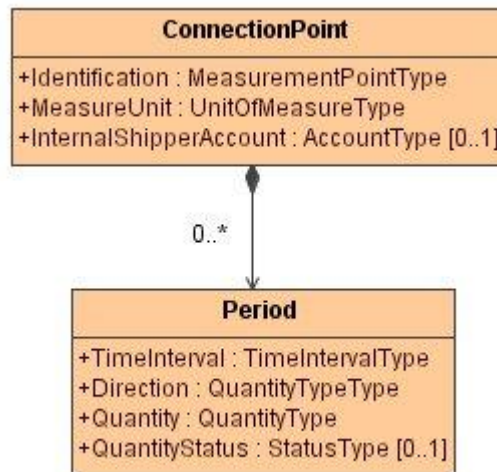 ConnectionPoint
+Identification : MeasurementPointType
+MeasureUnit : UnitOfMeasureType
+InternalShipperAccount : AccountType [0..1]
0..*
Period
+TimeInterval : TimeIntervalType
+Direction : QuantityTypeType
+Quantity : QuantityType
+QuantityStatus : StatusType [0..1]